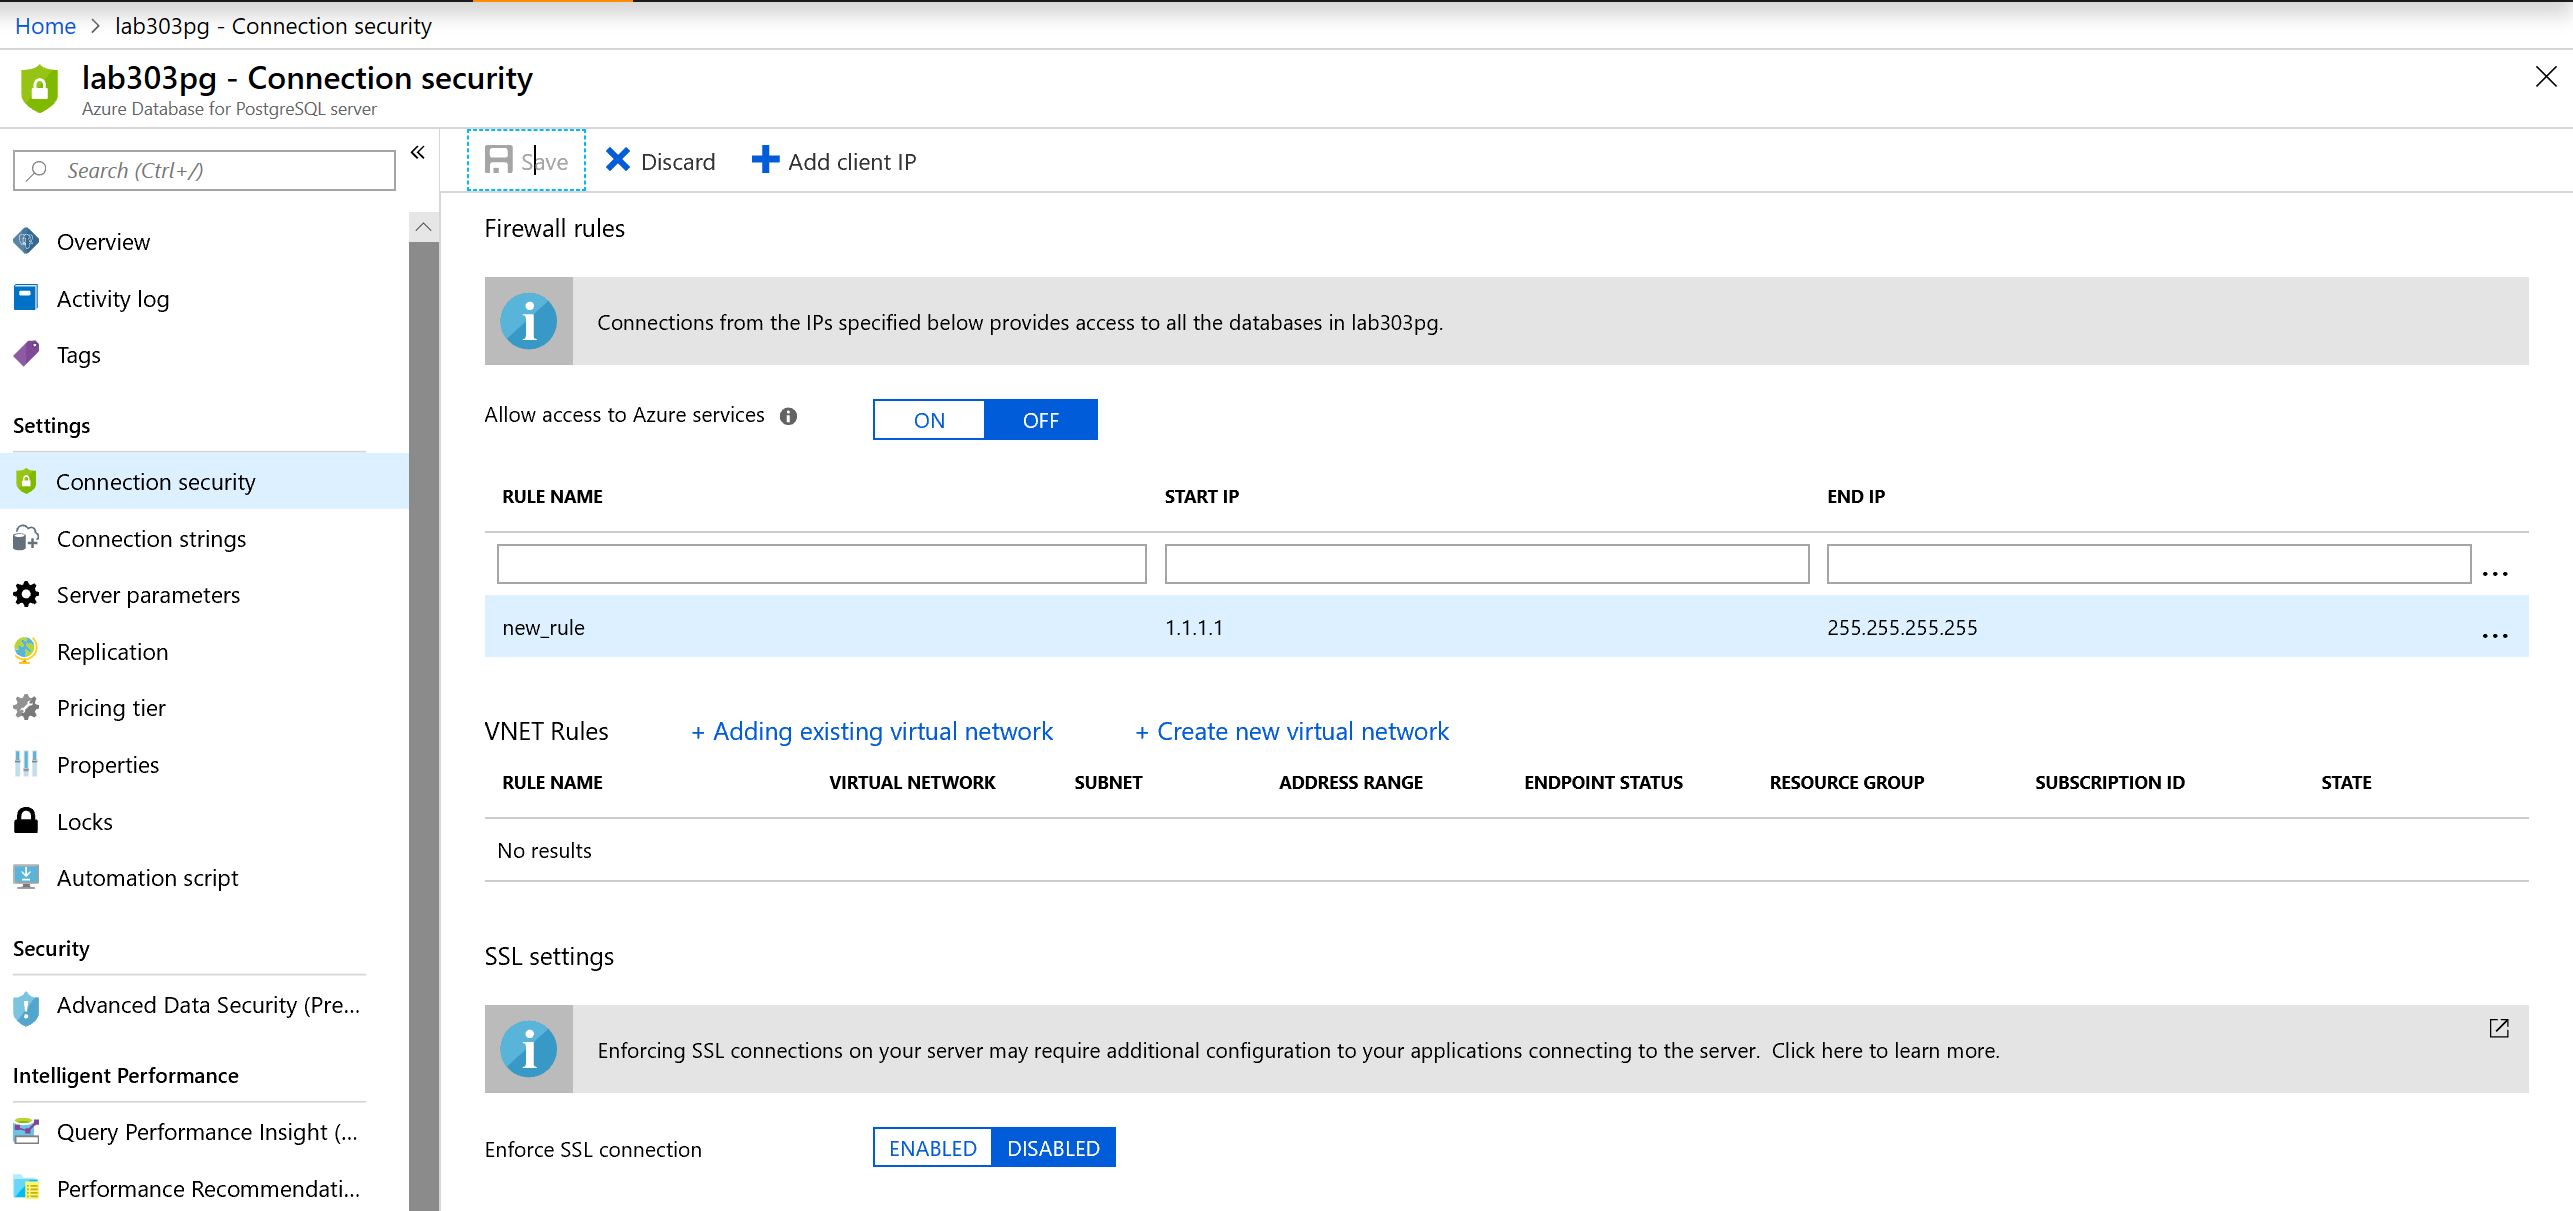 Home > lab303pg - Connection security
lab303pg - Connection security
Azure Database for PostgreSQL server
Search (Ctrl+/)
«
Overview
Activity log
Tags
Settings
Connection security
Connection strings
Server parameters
Replication
Pricing tier
Properties
Locks
Automation script
Security
Advanced Data Security (Pre...
Intelligent Performance
Query Performance Insight (...
Performance Recommendati...
Save Discard Add client IP
Firewall rules
Connections from the IPs specified below provides access to all the databases in lab303pg.
Allow access to Azure services ON OFF
RULE NAME START IP END IP
...
new_rule 1.1.1.1 255.255.255.255 ...
VNET Rules + Adding existing virtual network + Create new virtual network
RULE NAME VIRTUAL NETWORK SUBNET ADDRESS RANGE ENDPOINT STATUS RESOURCE GROUP SUBSCRIPTION ID STATE
No results
SSL settings
Enforcing SSL connections on your server may require additional configuration to your applications connecting to the server. Click here to learn more.
Enforce SSL connection ENABLED DISABLED